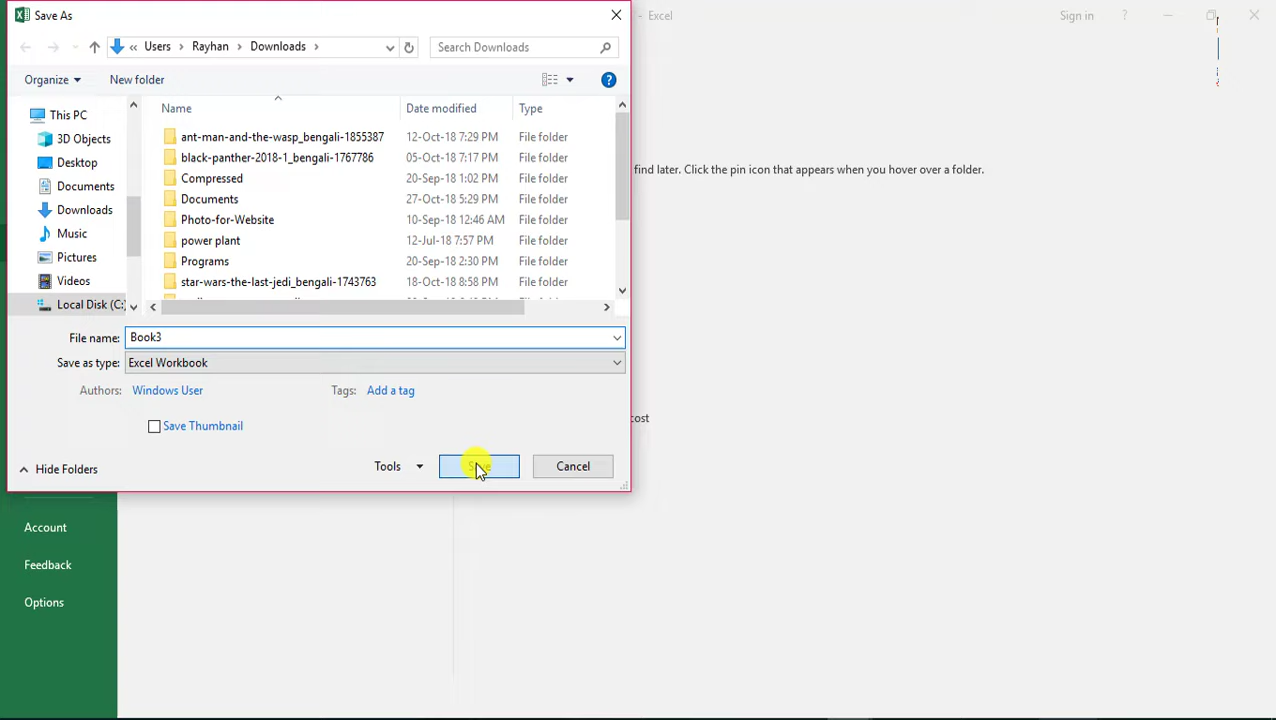 Save As
- Excel
Sign in
?
« Users > Rayhan > Downloads >
Search Downloads
Organize
New folder
?
Name
Date modified
Type
This PC
3D Objects
Desktop
Documents
Downloads
Music
Pictures
Videos
Local Disk (C:)
ant-man-and-the-wasp_bengali-1855387 12-Oct-18 7:29 PM File folder
black-panther-2018-1_bengali-1767786 05-Oct-18 7:17 PM File folder
Compressed 20-Sep-18 1:02 PM File folder
Documents 27-Oct-18 5:29 PM File folder
Photo-for-Website 10-Sep-18 12:46 AM File folder
power plant 12-Jul-18 7:57 PM File folder
Programs 20-Sep-18 2:30 PM File folder
star-wars-the-last-jedi_bengali-1743763 18-Oct-18 8:58 PM File folder
find later. Click the pin icon that appears when you hover over a folder.
File name: Book3
Save as type: Excel Workbook
Authors: Windows User
Tags: Add a tag
Save Thumbnail
cost
Hide Folders
Tools
Save
Cancel
Account
Feedback
Options